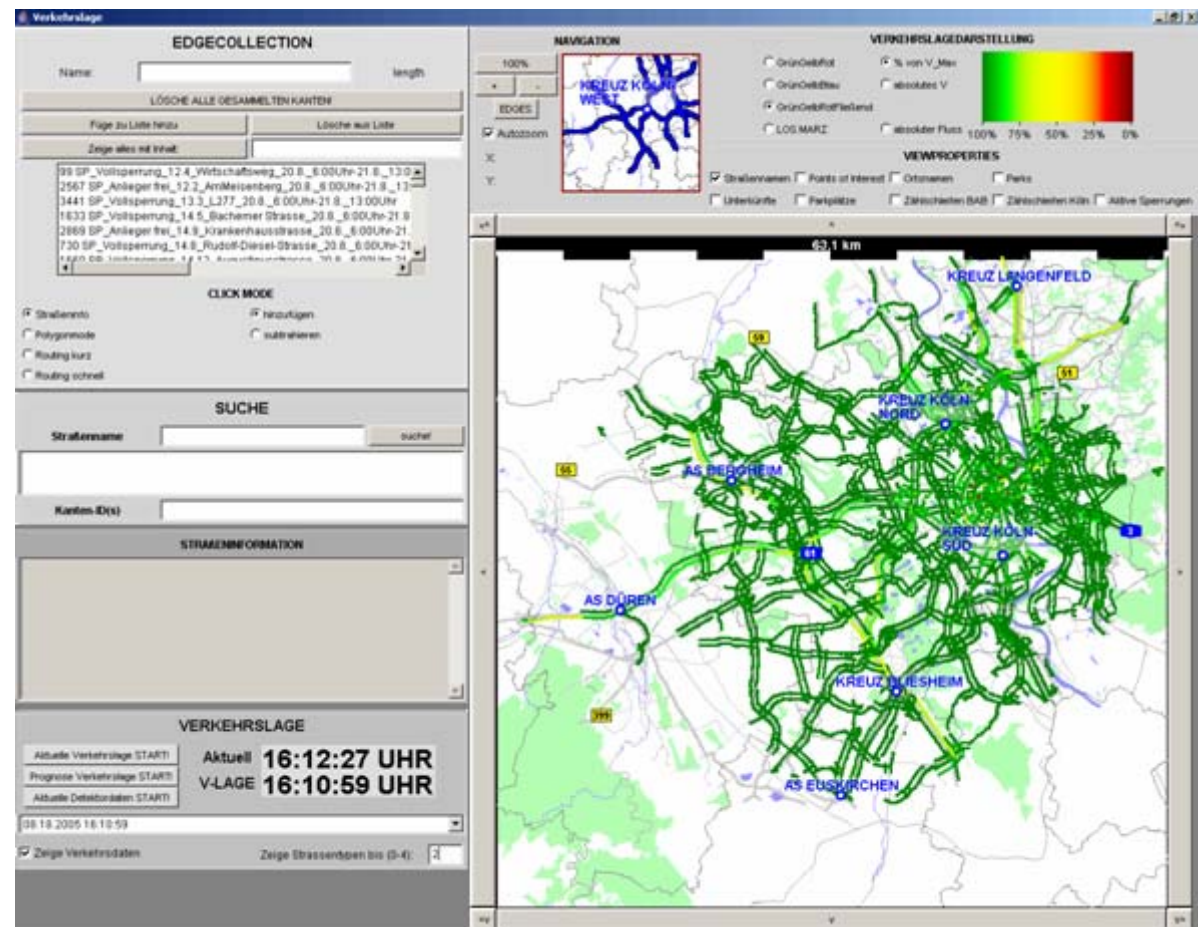 Verkehrslage
EDGECOLLECTION
Name:
length
LÖSCHE ALLE GESAMMELTEN KANTEN!
Füge zu Liste hinzu
Lösche aus Liste
Zeige alles mit Inhalt:
99 SP_Vollsperrung_12.4_Wirtschaftsweg_20.8._6:00Uhr-21.8._13:0
2567 SP_Anlieger frei_12.2_AmMeisenberg_20.8._6:00Uhr-21.8._13:
3441 SP_Vollsperrung_13.3_L277_20.8._6:00Uhr-21.8._13:00Uhr
1633 SP_Vollsperrung_14.5_Bachemer Strasse_20.8._6:00Uhr-21.8
2869 SP_Anlieger frei_14.9_Krankenhausstrasse_20.8._6:00Uhr-21.
730 SP_Vollsperrung_14.8_Rudolf-Diesel-Strasse_20.8._6:00Uhr-21
CLICK MODE
Straßeninfo
hinzufügen
Polygonmode
subtrahieren
Routing kurz
Routing schnell
SUCHE
Straßenname
suche!
Kanten-ID(s)
STRAßENINFORMATION
VERKEHRSLAGE
Aktuelle Verkehrslage START!
Prognose Verkehrslage START!
Aktuelle Detektordaten START!
Aktuell 16:12:27 UHR
V-LAGE 16:10:59 UHR
08.18.2005 16:10:59
Zeige Verkehrsdaten
Zeige Strassentypen bis (0-4): 2
NAVIGATION
100%
+ -
EDGES
Autozoom
X:
Y:
KREUZ KÖLN-
WEST
VERKEHRSLAGEDARSTELLUNG
GrünGelbRot
% von V_Max
GrünGelbBlau
absolutes V
GrünGelbRotFließend
LOS MARZ
absoluter Fluss
100% 75% 50% 25% 0%
VIEWPROPERTIES
Straßennamen Points of Interest Ortsnamen Parks
Unterkünfte Parkplätze Zählschleifen BAB Zählschleifen Köln Aktive Sperrungen
63,1 km
KREUZ LANGENFELD
59
51
KREUZ KÖLN-
NORD
55
AS BERGHEIM
3
KREUZ KÖLN-
SÜD
61
AS DÜREN
KREUZ BLIESHEIM
399
AS EUSKIRCHEN